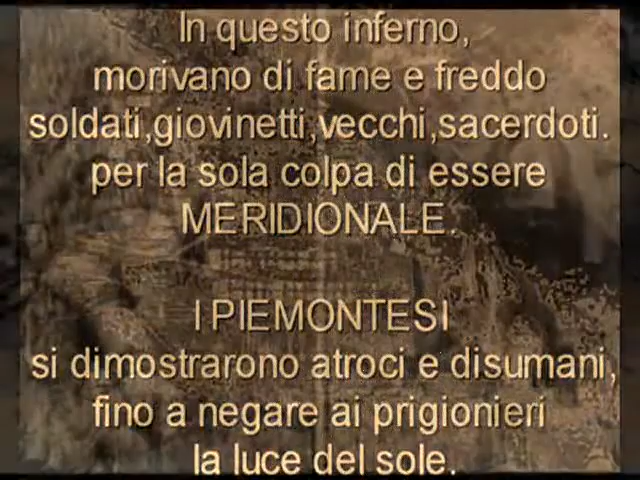 In questo inferno,
morivano di fame e freddo
soldati,giovinetti,vecchi,sacerdoti.
per la sola colpa di essere
MERIDIONALE.
I PIEMONTESI
si dimostrarono atroci e disumani,
fino a negare ai prigionieri
la luce del sole.